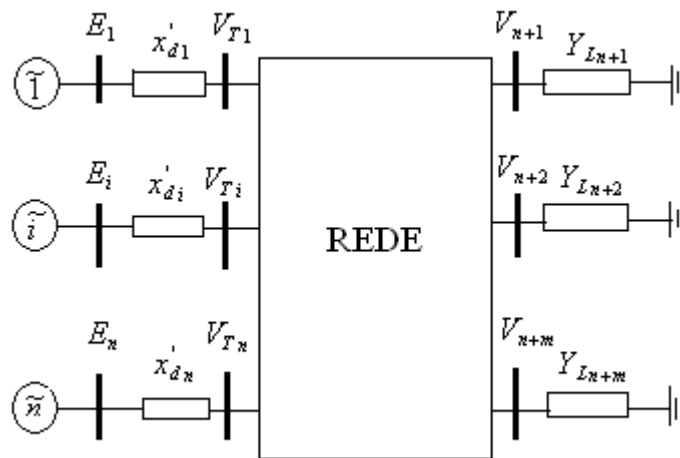 E₁ x'd1 VT1 Vn+1 YLn+1
1̃
Ei x'di VTi Vn+2 YLn+2
ĩ
REDE
En x'dn VTn Vn+m YLn+m
ñ